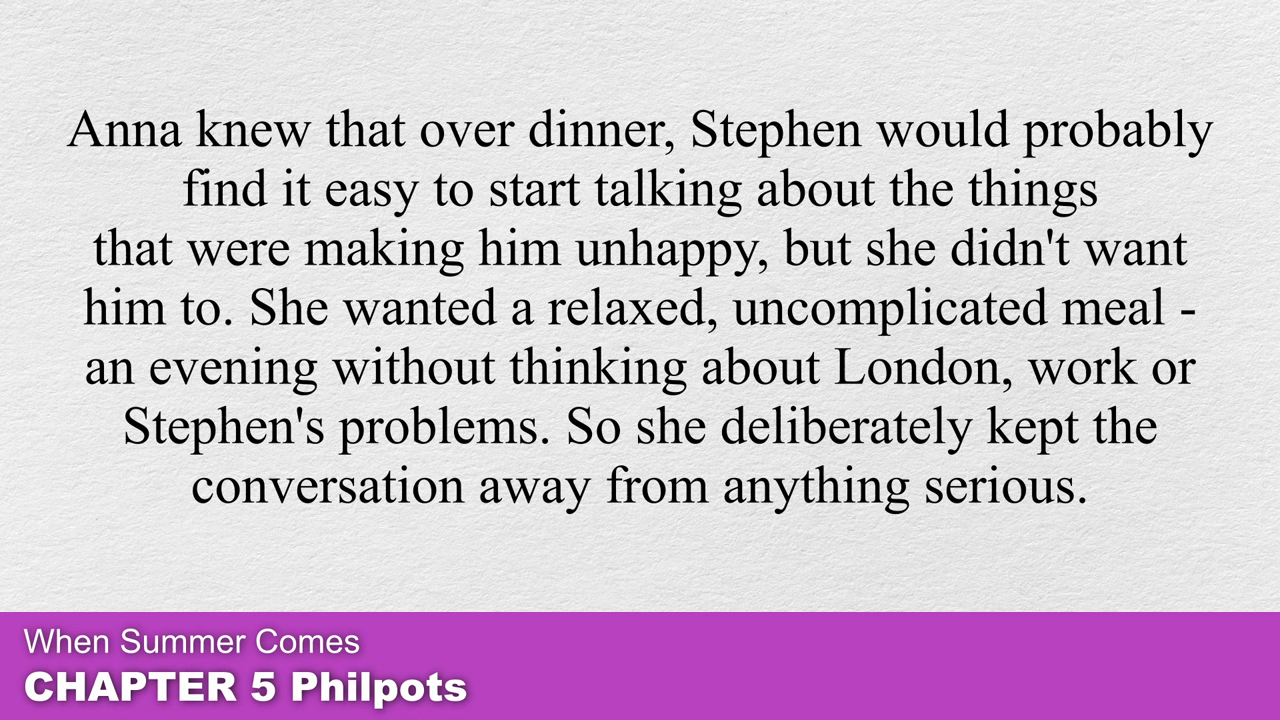 Anna knew that over dinner, Stephen would probably
find it easy to start talking about the things
that were making him unhappy, but she didn't want
him to. She wanted a relaxed, uncomplicated meal -
an evening without thinking about London, work or
Stephen's problems. So she deliberately kept the
conversation away from anything serious.
When Summer Comes
CHAPTER 5 Philpots